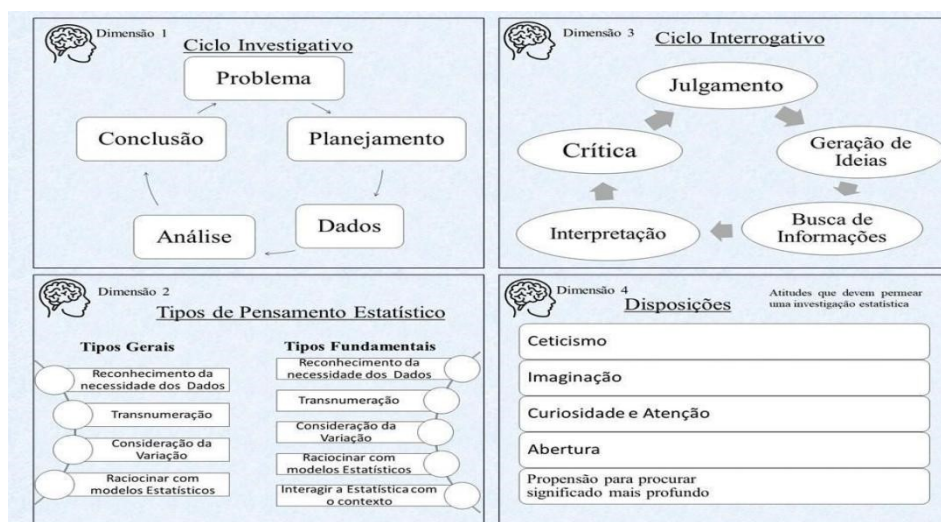 Dimensão 1
Ciclo Investigativo
Problema
Planejamento
Dados
Análise
Conclusão
Dimensão 3
Ciclo Interrogativo
Julgamento
Geração de
Ideias
Busca de
Informações
Interpretação
Crítica
Dimensão 2
Tipos de Pensamento Estatístico
Tipos Gerais
Reconhecimento da
necessidade dos Dados
Transnumeração
Consideração da
Variação
Raciocinar com
modelos Estatísticos
Tipos Fundamentais
Reconhecimento da
necessidade dos Dados
Transnumeração
Consideração da
Variação
Raciocinar com
modelos Estatísticos
Interagir a Estatística com
o contexto
Dimensão 4
Disposições
Atitudes que devem permear
uma investigação estatística
Ceticismo
Imaginação
Curiosidade e Atenção
Abertura
Propensão para procurar
significado mais profundo